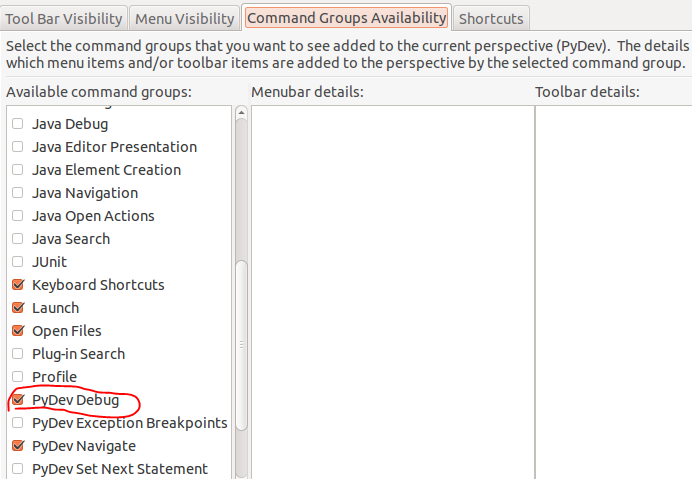 Tool Bar Visibility
Menu Visibility
Command Groups Availability
Shortcuts
Select the command groups that you want to see added to the current perspective (PyDev). The details
which menu items and/or toolbar items are added to the perspective by the selected command group.
Available command groups:
Menubar details:
Toolbar details:
Java Debug
Java Editor Presentation
Java Element Creation
Java Navigation
Java Open Actions
Java Search
JUnit
Keyboard Shortcuts
Launch
Open Files
Plug-in Search
Profile
PyDev Debug
PyDev Exception Breakpoints
PyDev Navigate
PyDev Set Next Statement